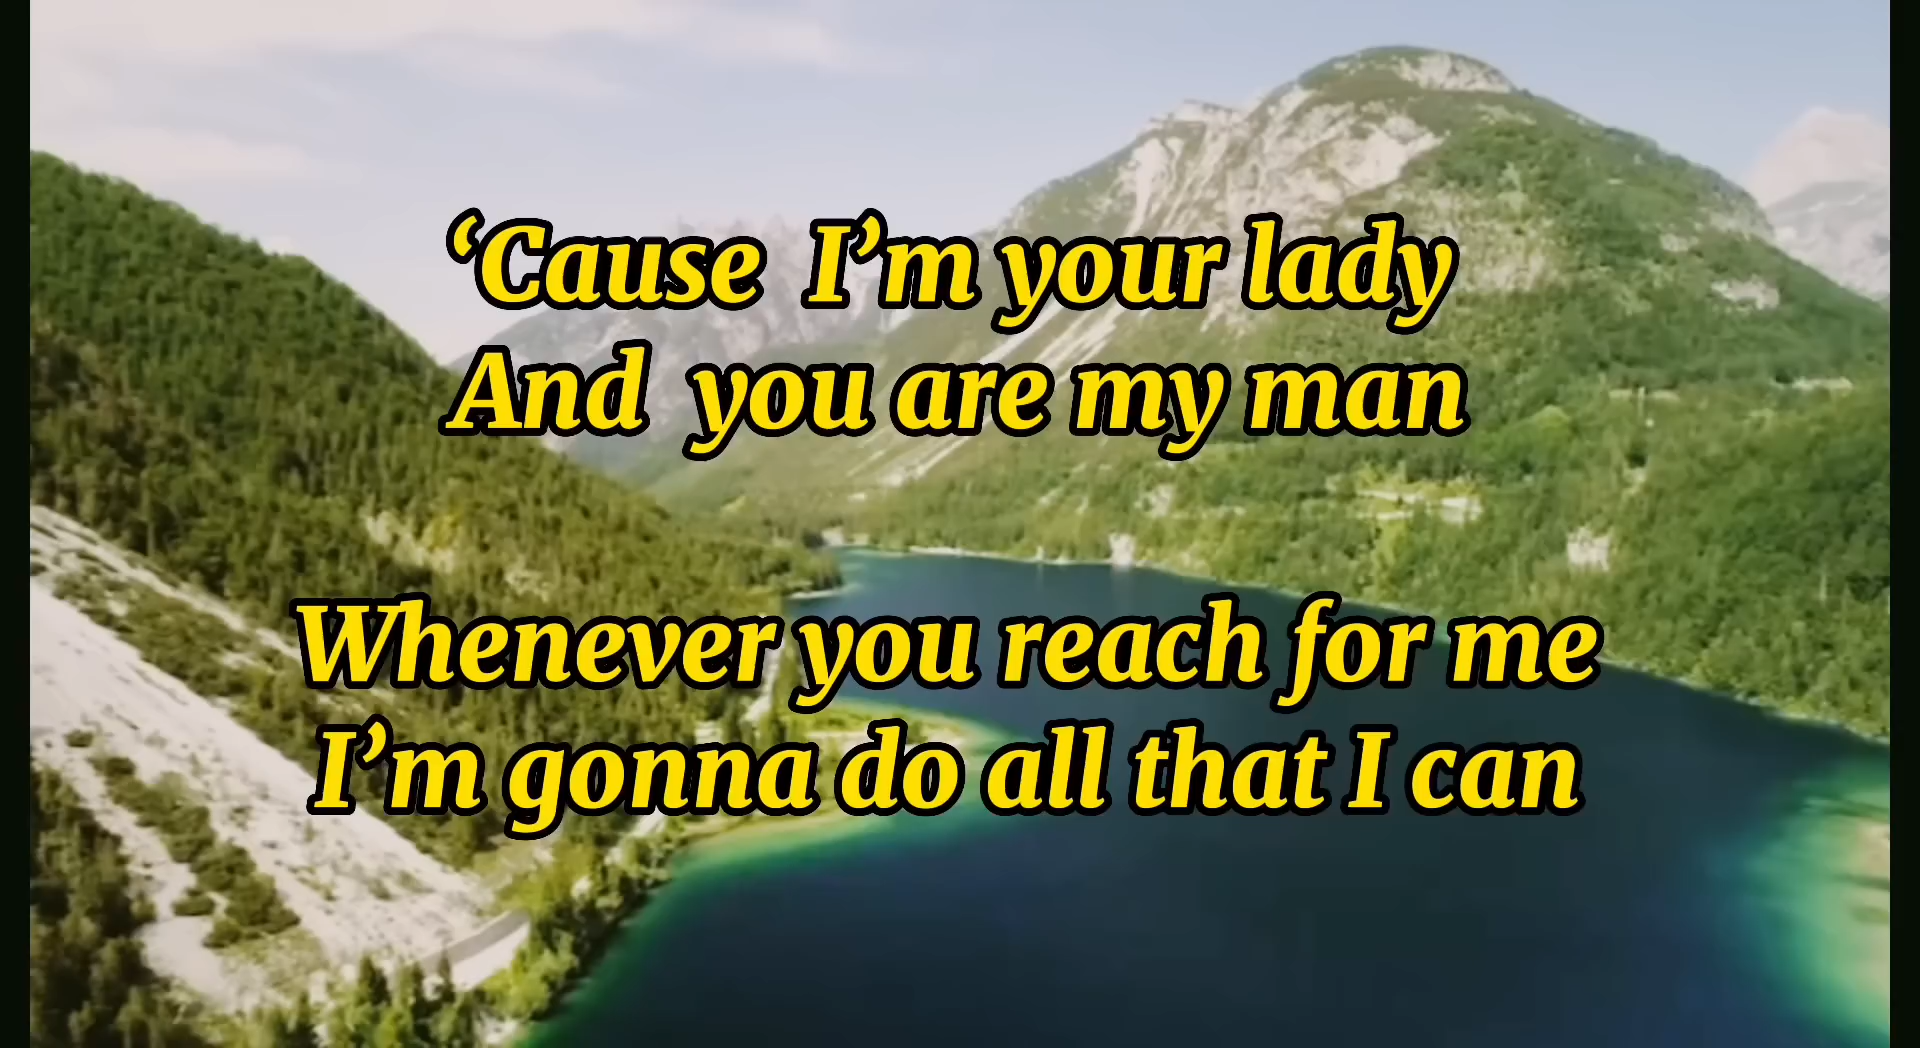 ‘Cause I’m your lady
And you are my man
Whenever you reach for me
I’m gonna do all that I can